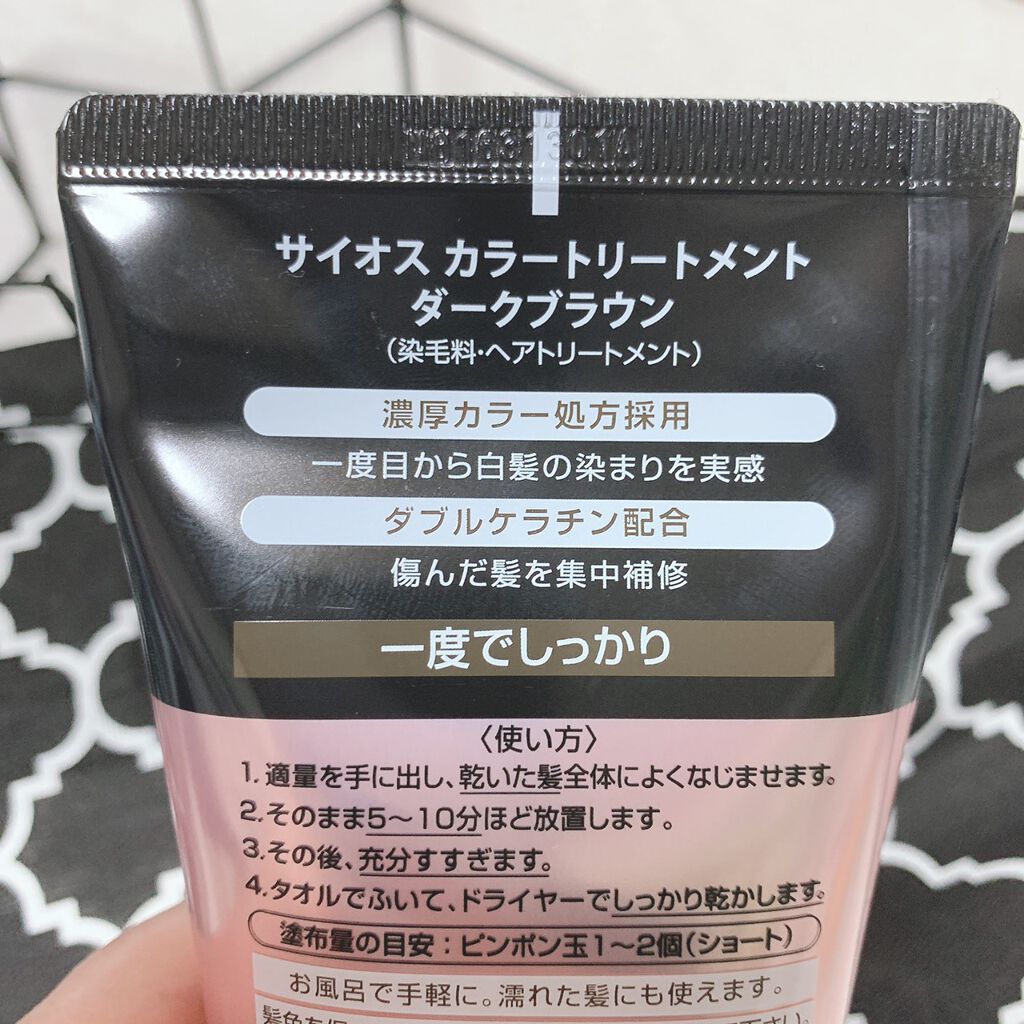 サイオス カラートリートメント
ダークブラウン
(染毛料・ヘアトリートメント)
濃厚カラー処方採用
一度目から白髪の染まりを実感
ダブルケラチン配合
傷んだ髪を集中補修
一度でしっかり
〈使い方〉
1. 適量を手に出し、乾いた髪全体によくなじませます。
2.そのまま5〜10分ほど放置します。
3.その後、充分すすぎます。
4.タオルでふいて、ドライヤーでしっかり乾かします。
塗布量の目安:ピンポン玉1〜2個(ショート)
お風呂で手軽に。濡れた髪にも使えます。